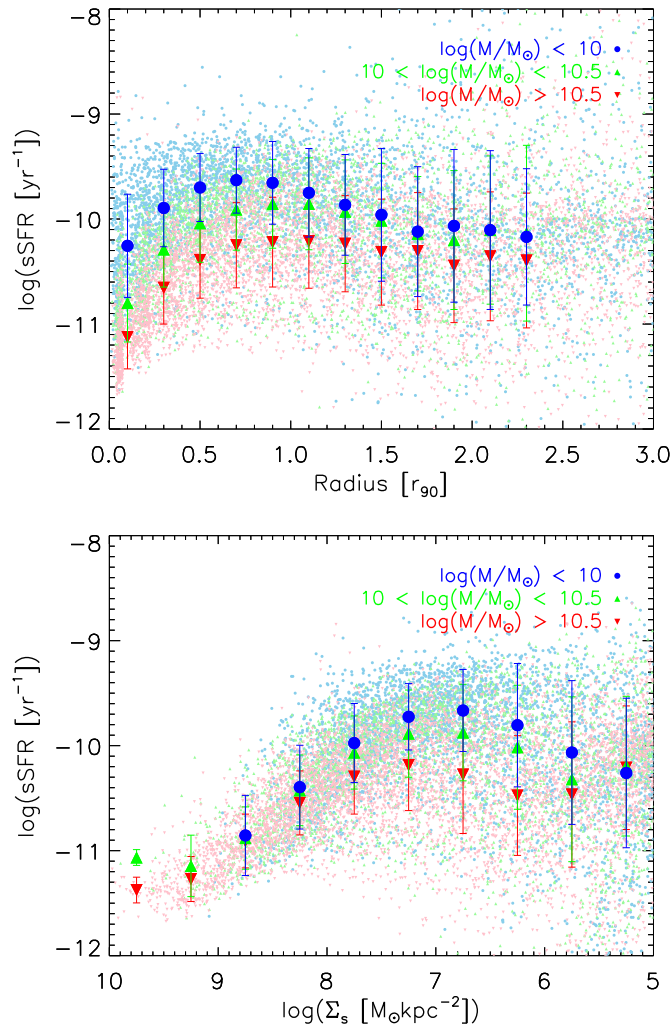 -8
log(M/M⊙) < 10
10 < log(M/M⊙) < 10.5
log(M/M⊙) > 10.5
-9
-10
-11
-12
log(sSFR [yr⁻¹])
0.0 0.5 1.0 1.5 2.0 2.5 3.0
Radius [r₉₀]
-8
log(M/M⊙) < 10
10 < log(M/M⊙) < 10.5
log(M/M⊙) > 10.5
-9
-10
-11
-12
log(sSFR [yr⁻¹])
10 9 8 7 6 5
log(Σₛ [M⊙kpc⁻²])